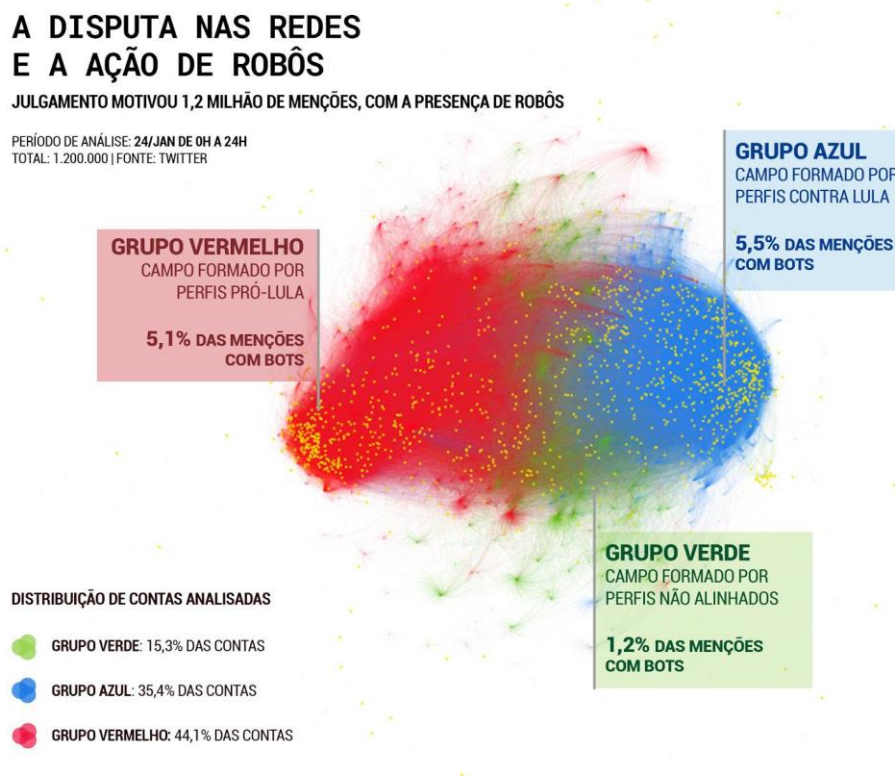 A DISPUTA NAS REDES
E A AÇÃO DE ROBÔS
JULGAMENTO MOTIVOU 1,2 MILHÃO DE MENÇÕES, COM A PRESENÇA DE ROBÔS
PERÍODO DE ANÁLISE: 24/JAN DE 0H A 24H
TOTAL: 1.200.000 | FONTE: TWITTER
GRUPO AZUL
CAMPO FORMADO POR
PERFIS CONTRA LULA
5,5% DAS MENÇÕES
COM BOTS
GRUPO VERMELHO
CAMPO FORMADO POR
PERFIS PRÓ-LULA
5,1% DAS MENÇÕES
COM BOTS
GRUPO VERDE
CAMPO FORMADO POR
PERFIS NÃO ALINHADOS
1,2% DAS MENÇÕES
COM BOTS
DISTRIBUIÇÃO DE CONTAS ANALISADAS
GRUPO VERDE: 15,3% DAS CONTAS
GRUPO AZUL: 35,4% DAS CONTAS
GRUPO VERMELHO: 44,1% DAS CONTAS